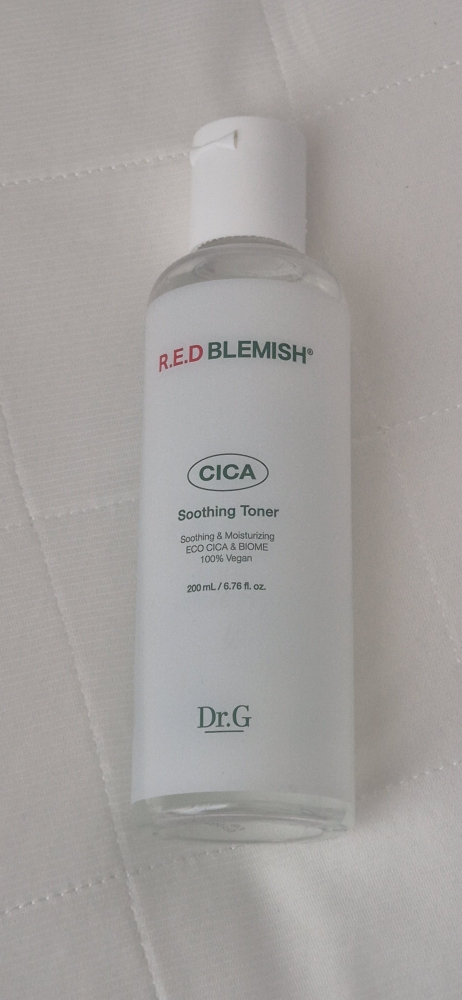 R.E.D BLEMISH®
CICA
Soothing Toner
Soothing & Moisturizing
ECO CICA & BIOME
100% Vegan
200 mL / 6.76 fl. oz.
Dr.G